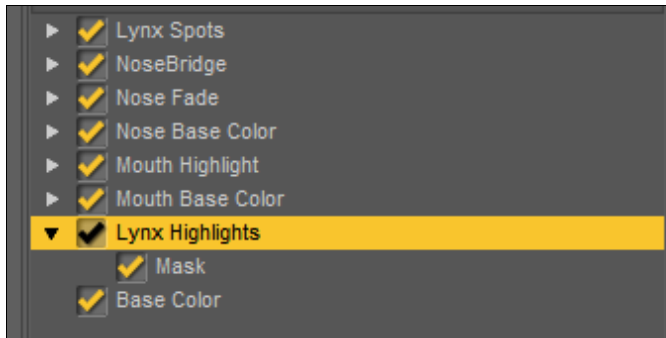 Lynx Spots
NoseBridge
Nose Fade
Nose Base Color
Mouth Highlight
Mouth Base Color
Lynx Highlights
Mask
Base Color